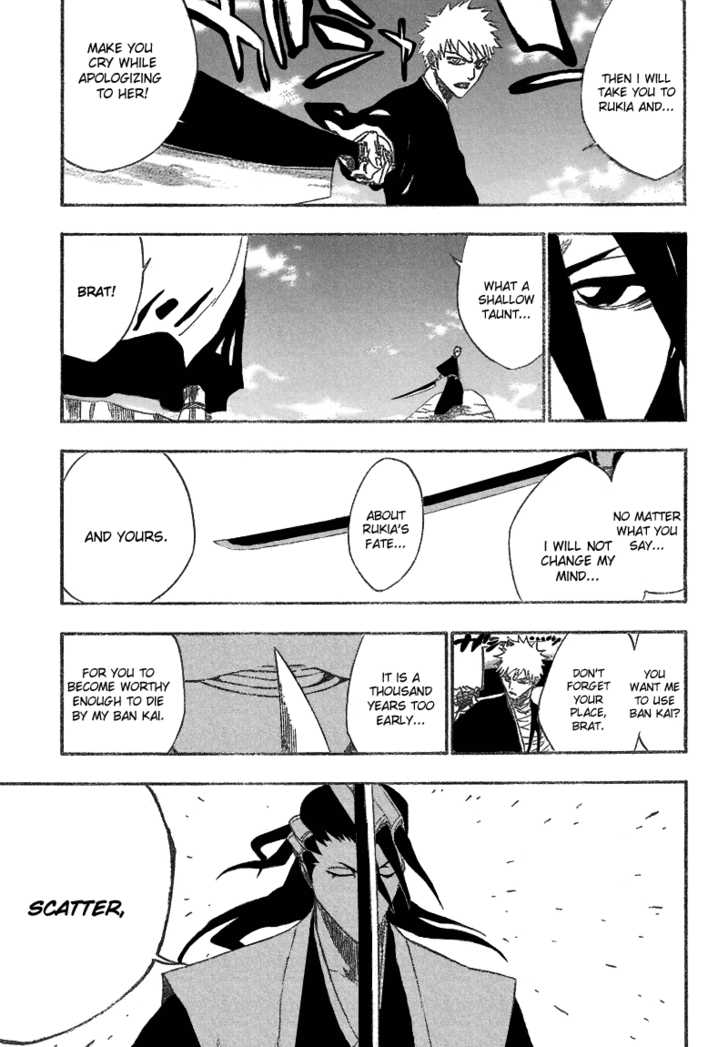 THEN I WILL
TAKE YOU TO
RUKIA AND...
MAKE YOU
CRY WHILE
APOLOGIZING
TO HER!
WHAT A
SHALLOW
TAUNT...
BRAT!
NO MATTER
WHAT YOU
SAY...
I WILL NOT
CHANGE MY
MIND...
ABOUT
RUKIA'S
FATE...
AND YOURS.
YOU
WANT ME
TO USE
BAN KAI?
DON'T
FORGET
YOUR
PLACE,
BRAT.
IT IS A
THOUSAND
YEARS TOO
EARLY...
FOR YOU TO
BECOME WORTHY
ENOUGH TO DIE
BY MY BAN KAI.
SCATTER,